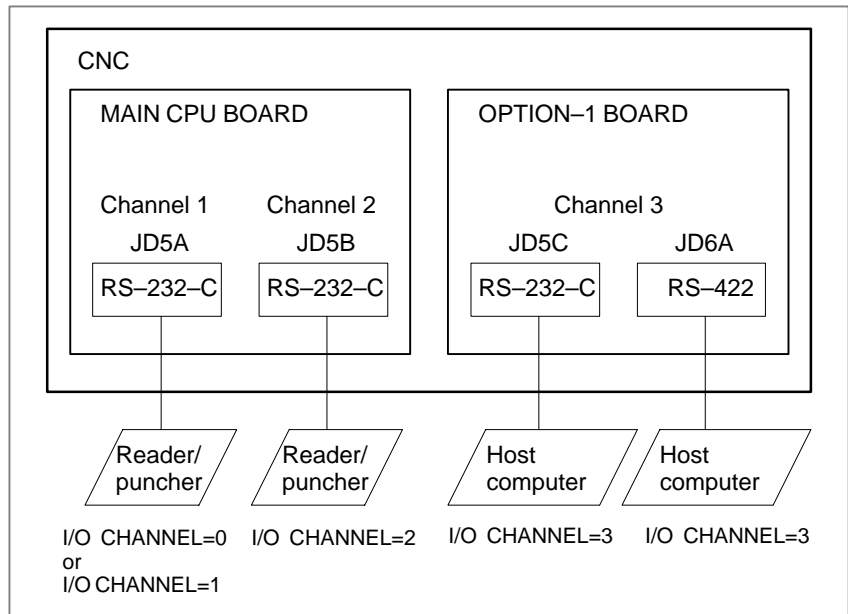 CNC
MAIN CPU BOARD
OPTION–1 BOARD
Channel 1
Channel 2
Channel 3
JD5A
JD5B
JD5C
JD6A
RS–232–C
RS–232–C
RS–232–C
RS–422
Reader/
puncher
Reader/
puncher
Host
computer
Host
computer
I/O CHANNEL=0
or
I/O CHANNEL=1
I/O CHANNEL=2
I/O CHANNEL=3
I/O CHANNEL=3